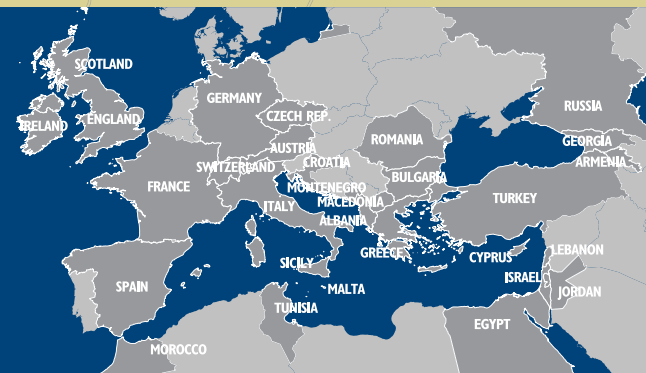 SCOTLAND
IRELAND
ENGLAND
GERMANY
CZECH REP.
RUSSIA
AUSTRIA
ROMANIA
GEORGIA
SWITZERLAND
CROATIA
ARMENIA
FRANCE
MONTENEGRO
BULGARIA
ITALY
MACEDONIA
TURKEY
ALBANIA
GREECE
CYPRUS
LEBANON
SICILY
ISRAEL
SPAIN
MALTA
JORDAN
TUNISIA
EGYPT
MOROCCO